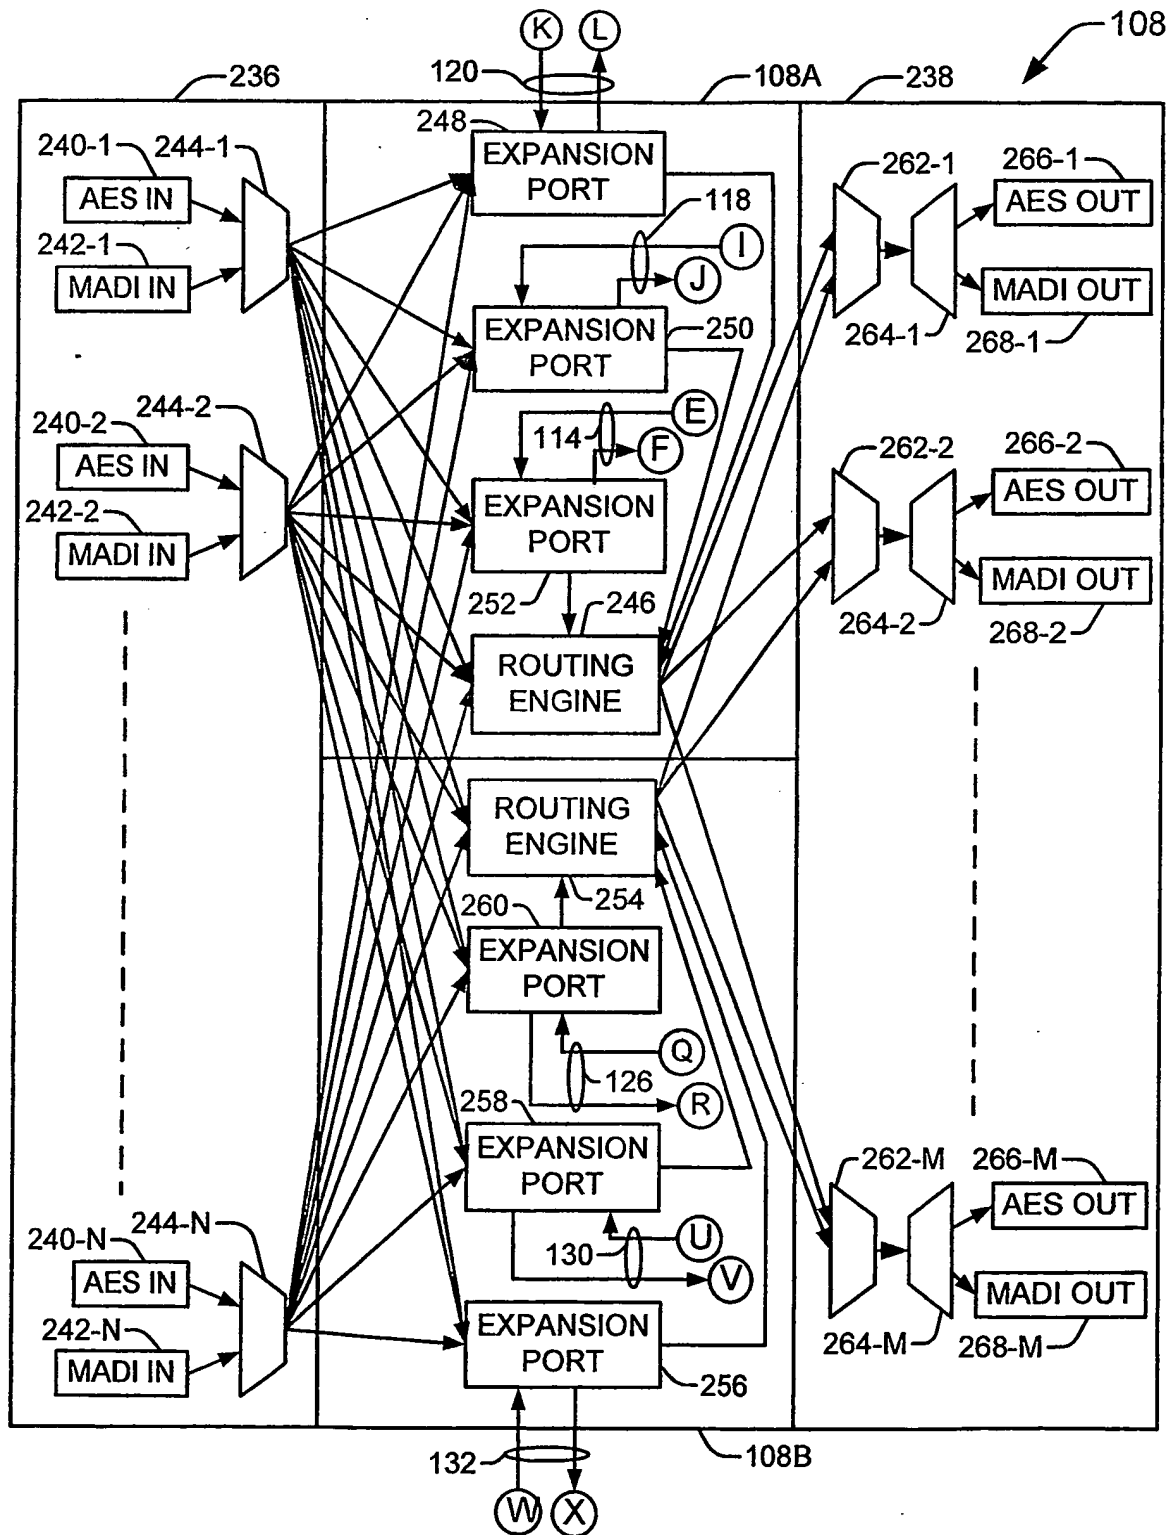 108
K
L
120
236
108A
238
240-1
244-1
AES IN
242-1
MADI IN
248
EXPANSION
PORT
118
I
J
EXPANSION
PORT
250
262-1
264-1
266-1
AES OUT
MADI OUT
268-1
240-2
244-2
AES IN
242-2
MADI IN
E
114
F
EXPANSION
PORT
252
246
ROUTING
ENGINE
262-2
264-2
266-2
AES OUT
MADI OUT
268-2
ROUTING
ENGINE
254
260
EXPANSION
PORT
Q
126
R
258
EXPANSION
PORT
U
130
V
EXPANSION
PORT
256
240-N
244-N
AES IN
242-N
MADI IN
262-M
264-M
266-M
AES OUT
MADI OUT
268-M
132
108B
W
X